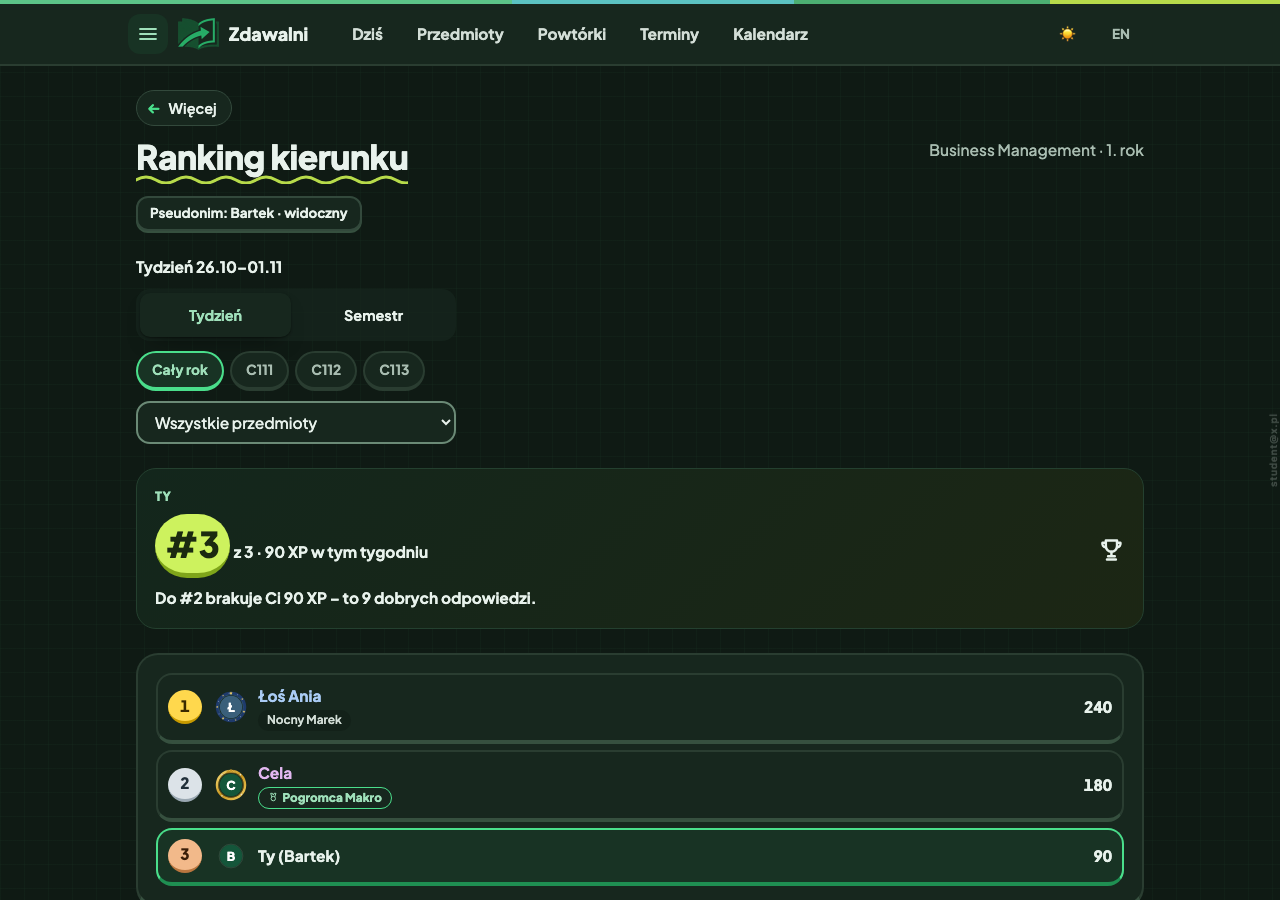 Zdawalni
Dziś
Przedmioty
Powtórki
Terminy
Kalendarz
EN
Więcej
Ranking kierunku
Business Management · 1. rok
Pseudonim: Bartek · widoczny
Tydzień 26.10–01.11
Tydzień
Semestr
Cały rok
C111
C112
C113
Wszystkie przedmioty
student@x.pl
TY
#3 z 3 · 90 XP w tym tygodniu
Do #2 brakuje Ci 90 XP – to 9 dobrych odpowiedzi.
1
Ł
Łoś Ania
Nocny Marek
240
2
C
Cela
Pogromca Makro
180
3
B
Ty (Bartek)
90